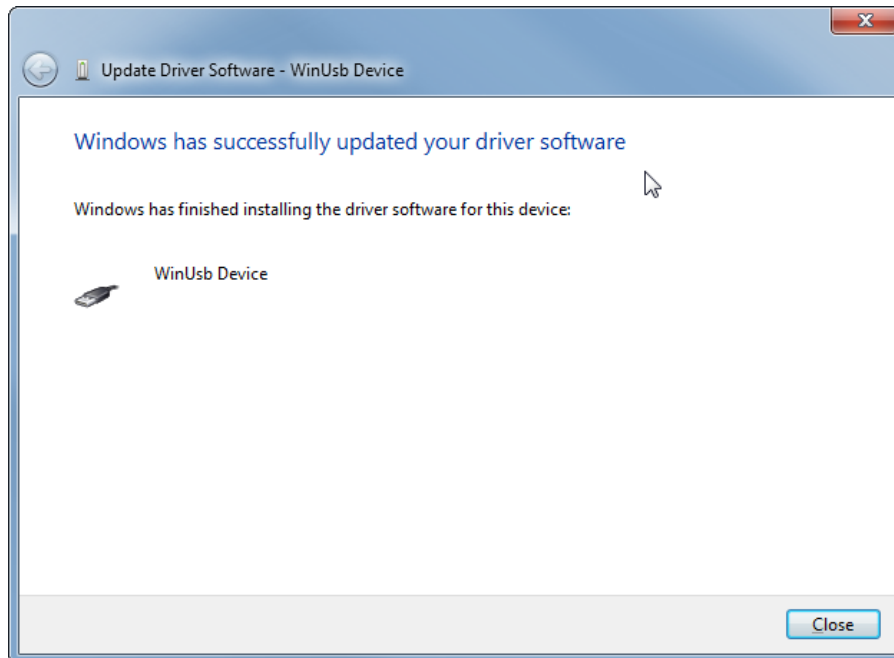 Update Driver Software - WinUsb Device
Windows has successfully updated your driver software
Windows has finished installing the driver software for this device:
WinUsb Device
Close